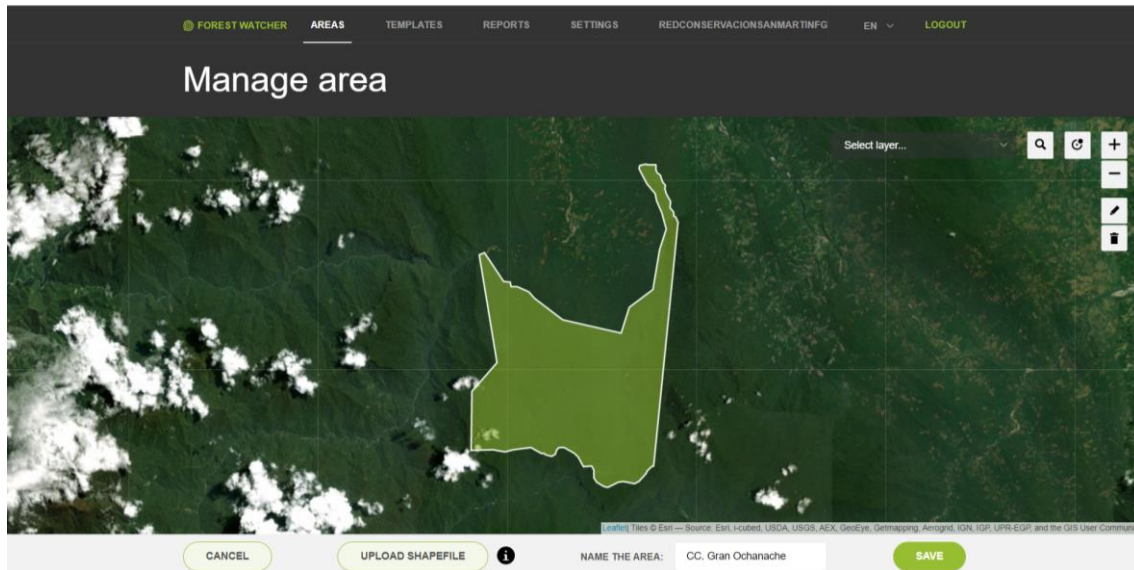 FOREST WATCHER AREAS TEMPLATES REPORTS SETTINGS REDCONSERVACIONSANMARTINFG EN LOGOUT
Manage area
Select layer...
Leaflet| Tiles © Esri — Source: Esri, i-cubed, USDA, USGS, AEX, GeoEye, Getmapping, Aerogrid, IGN, IGP, UPR-EGP, and the GIS User Communi
CANCEL UPLOAD SHAPEFILE NAME THE AREA: CC. Gran Ochanache SAVE